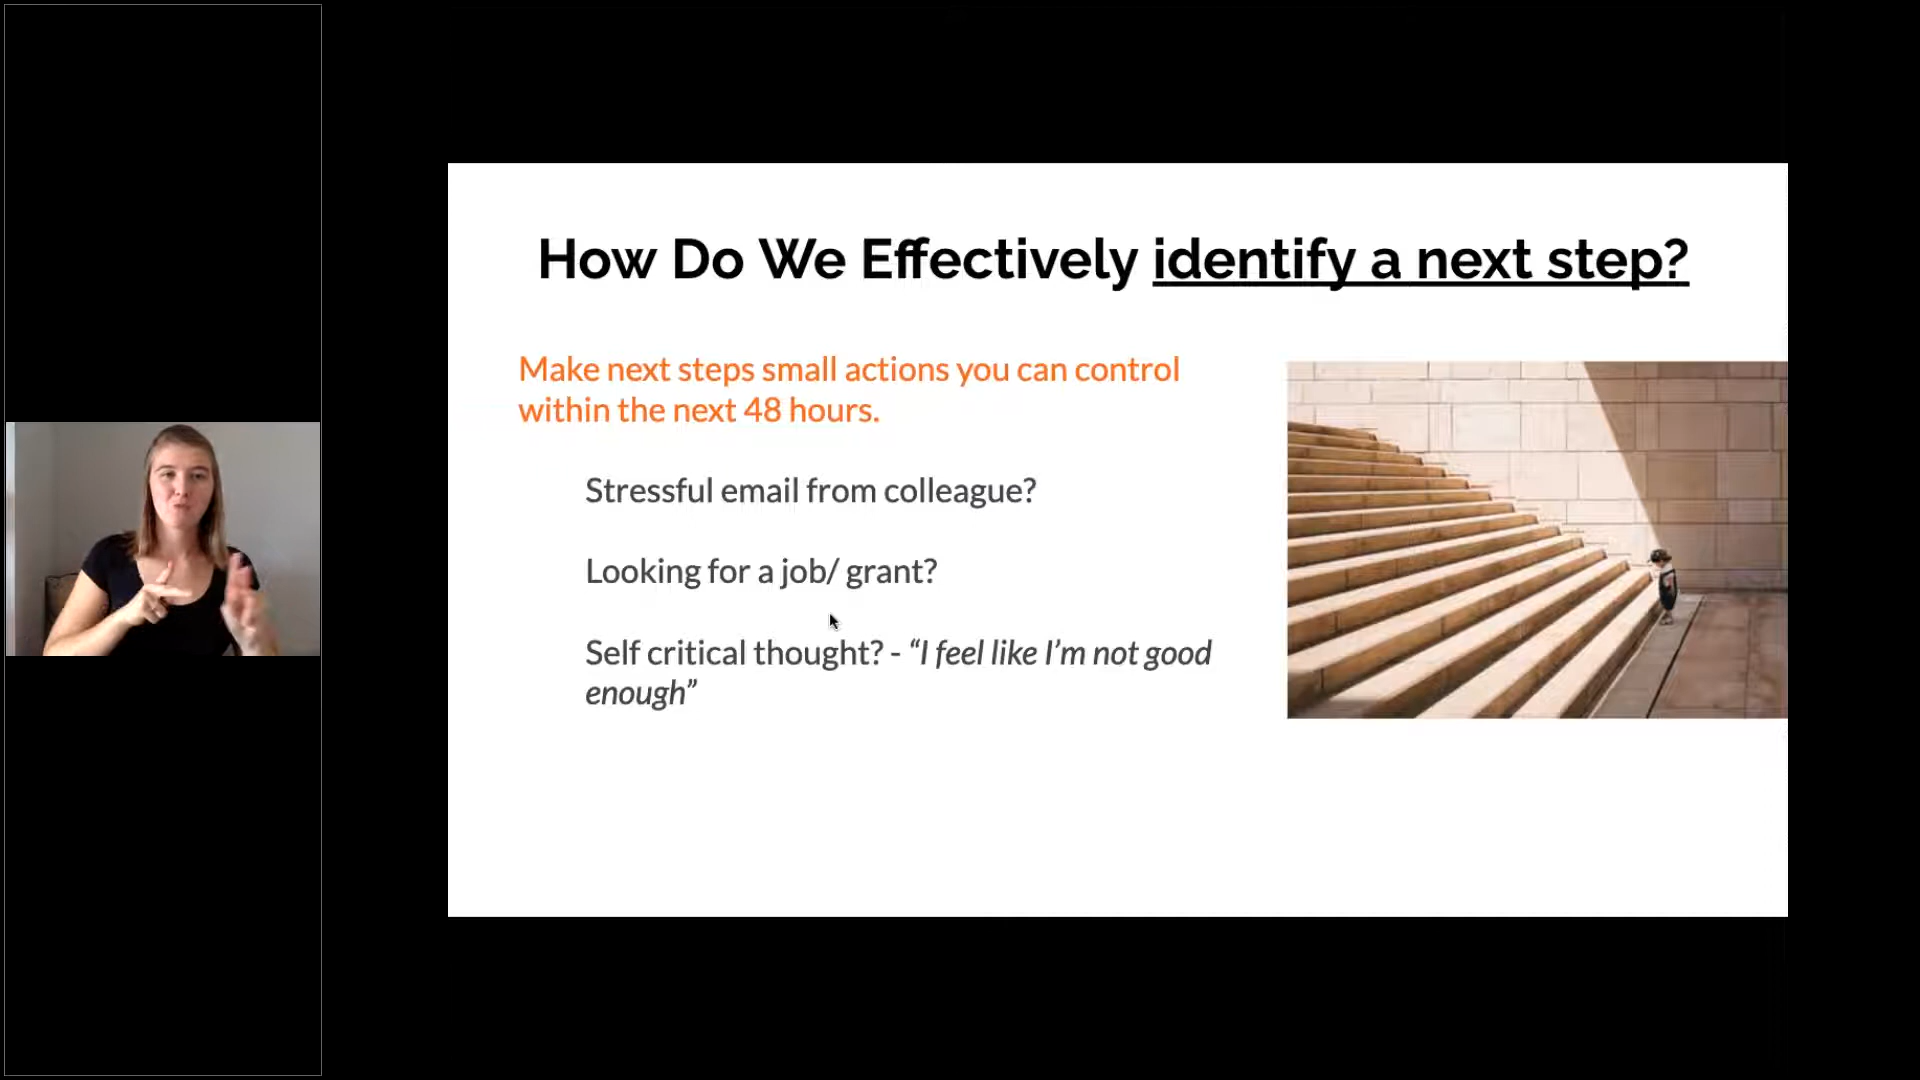 How Do We Effectively identify a next step?
Make next steps small actions you can control
within the next 48 hours.
Stressful email from colleague?
Looking for a job/ grant?
Self critical thought? - “I feel like I’m not good
enough”